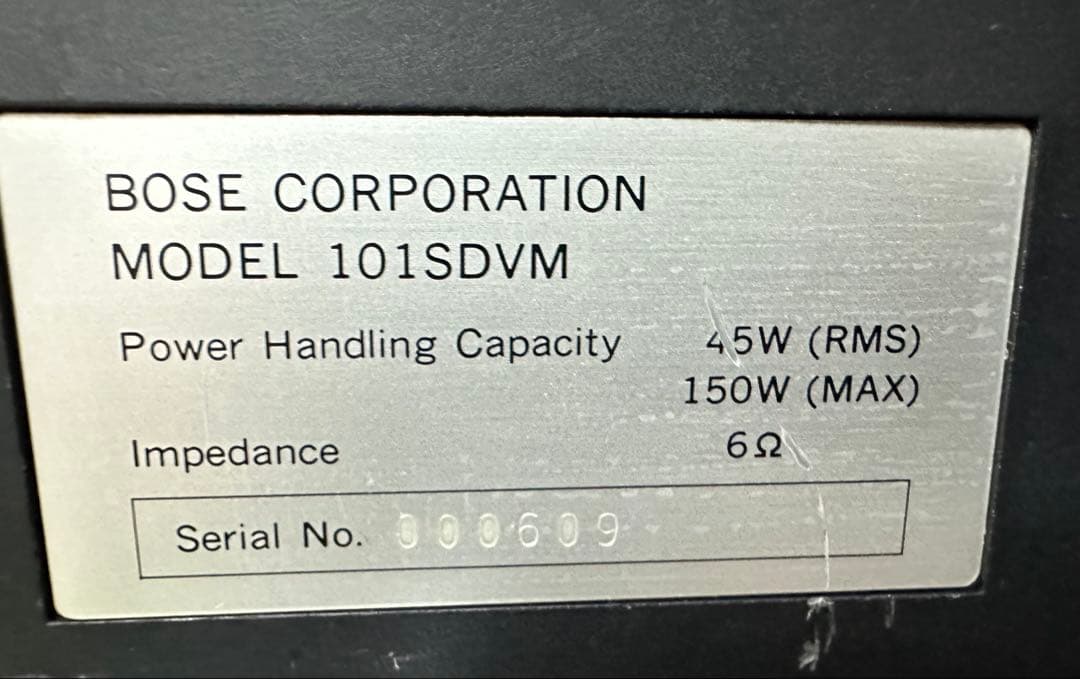 BOSE CORPORATION
MODEL 101SDVM
Power Handling Capacity 45W (RMS)
150W (MAX)
Impedance 6Ω
Serial No. 000609